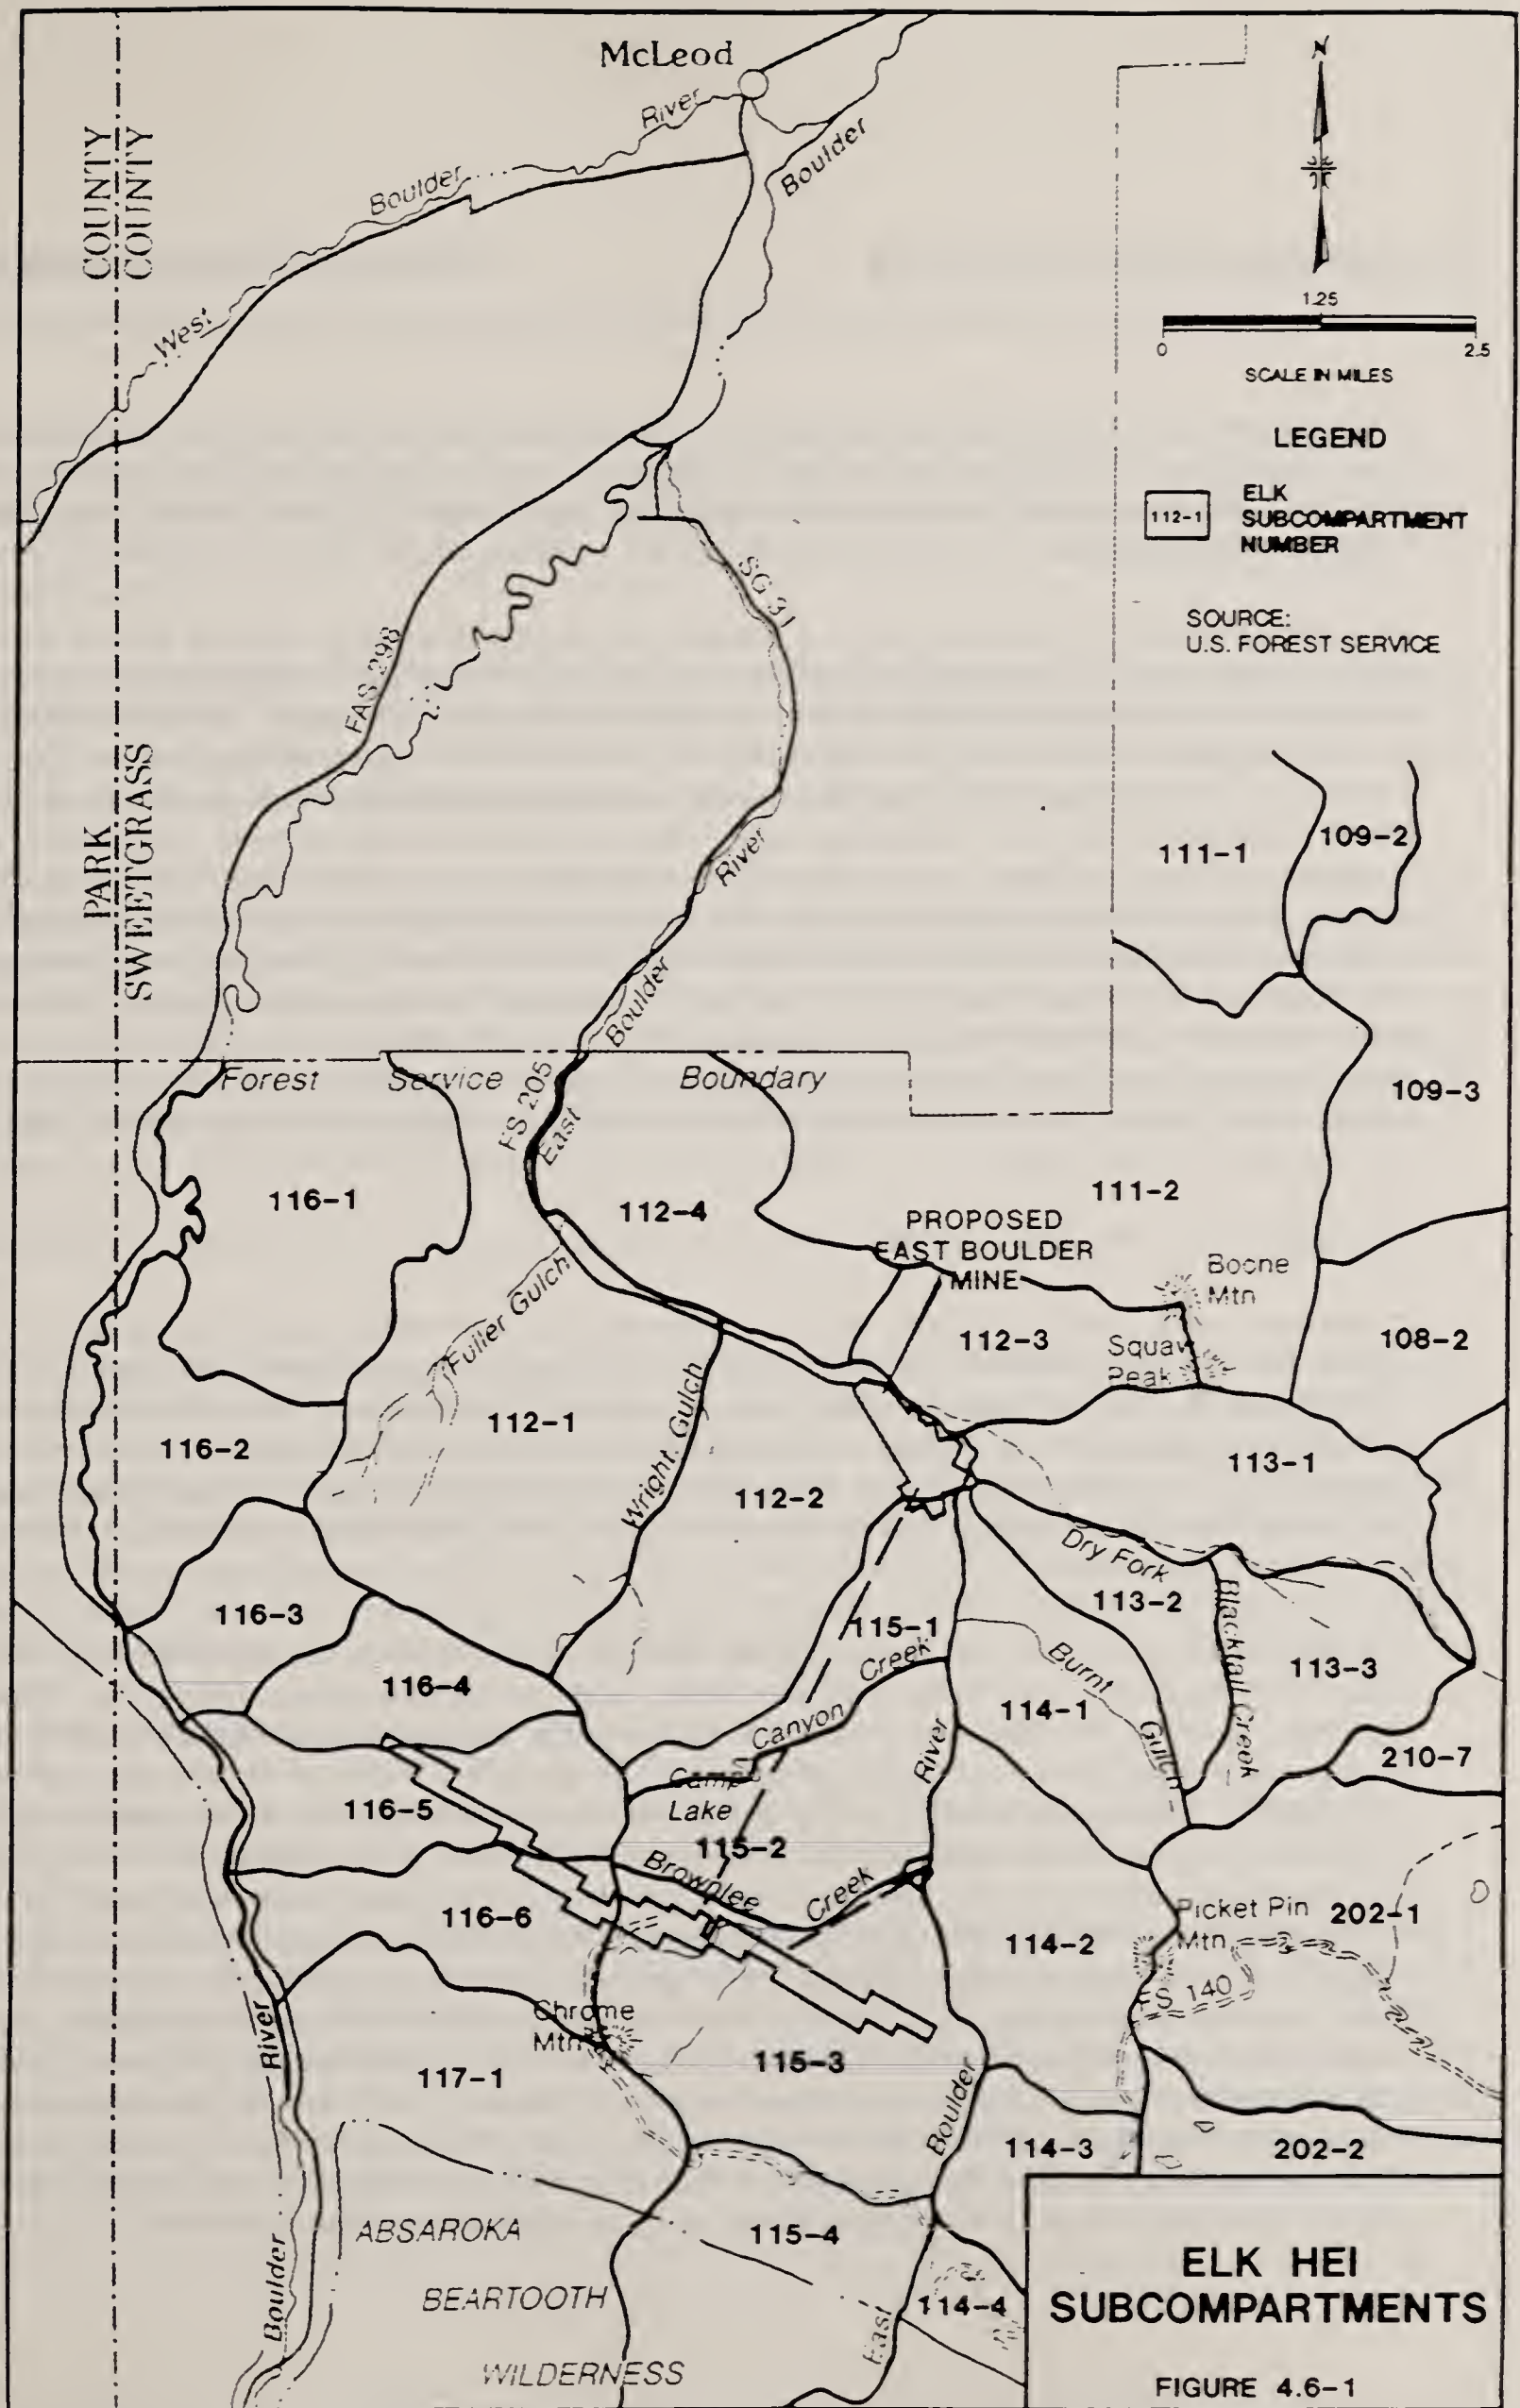 McLeod
N
River
Boulder
COUNTY
COUNTY
Boulder
West
1.25
0
2.5
SCALE IN MILES
LEGEND
112-1
ELK
SUBCOMPARTMENT
NUMBER
SOURCE:
U.S. FOREST SERVICE
SG 31
FAS 298
PARK
SWEETGRASS
River
111-1
109-2
Boulder
Forest Service Boundary
FS 205
East
109-3
116-1
112-4
111-2
PROPOSED
EAST BOULDER
MINE
Boone
Mtn
Fuller Gulch
112-3
Squaw
Peak
108-2
116-2
112-1
Wright Gulch
112-2
113-1
Dry Fork
113-2
Blacktail Creek
116-3
115-1
Creek
Canyon
Burnt
Gulch
113-3
116-4
114-1
River
210-7
Camp
Lake
116-5
115-2
Brownlee
Creek
116-6
114-2
Picket Pin
Mtn
202-1
FS 140
Chrome
Mtn
River
117-1
115-3
Boulder
114-3
202-2
ABSAROKA
115-4
BEARTOOTH
114-4
East
Boulder
WILDERNESS
ELK HEI
SUBCOMPARTMENTS
FIGURE 4.6-1